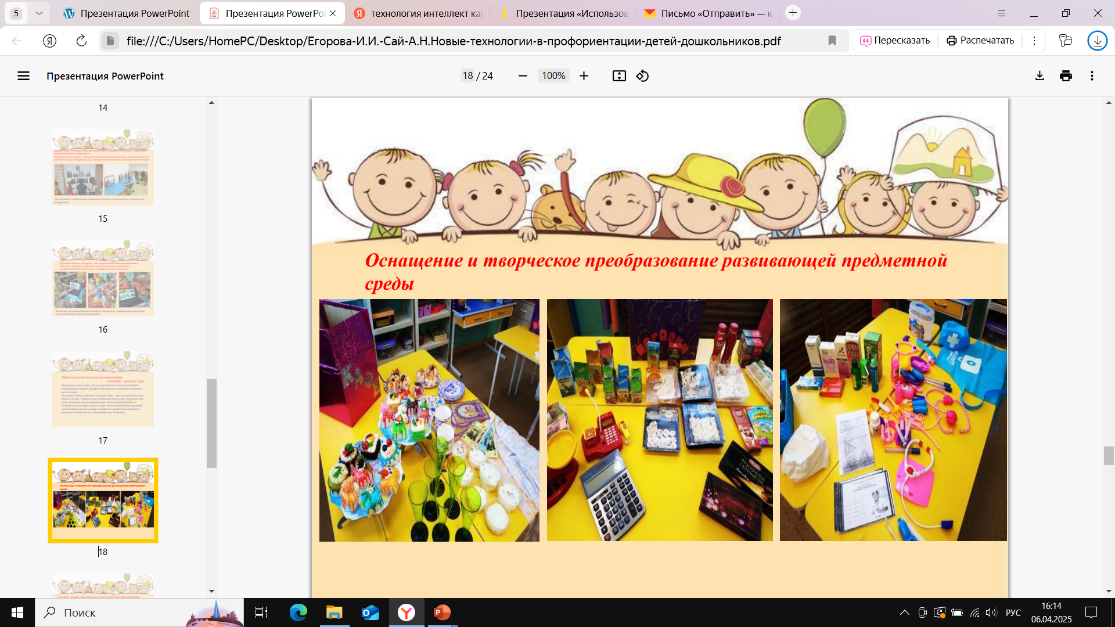 5
Презентация PowerPoint
Презентация PowerPo
технология интеллект кар
Презентация «Использов
Письмо «Отправить» — к
file:///C:/Users/HomePC/Desktop/Егорова-И.И.-Сай-А.Н.Новые-технологии-в-профориентации-детей-дошкольников.pdf
Пересказать
Распечатать
Презентация PowerPoint
18 / 24
100%
14
15
16
17
18
Оснащение и творческое преобразование развивающей предметной
среды
Поиск
РУС
16:14
06.04.2025